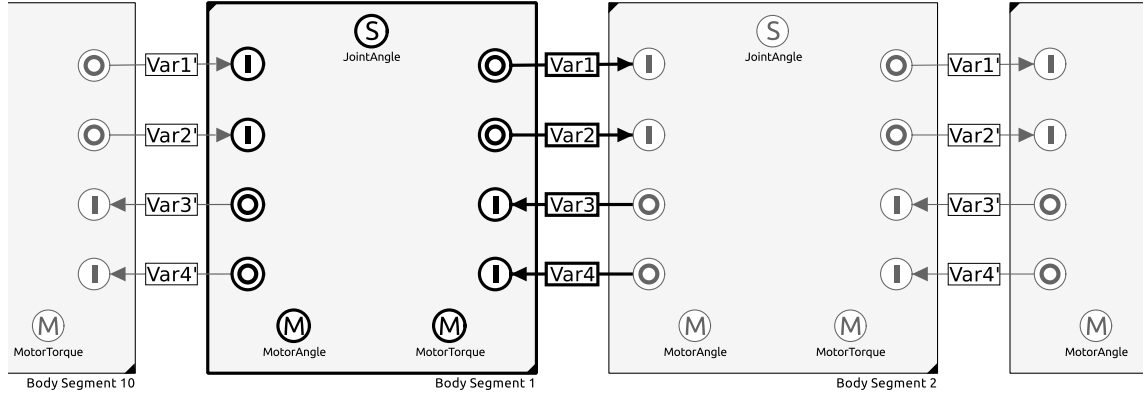 S
S
JointAngle
JointAngle
Var1'
I
O
Var1
I
O
Var1'
I
O
O
Var2'
I
O
Var2
I
O
Var2'
I
O
I
Var3'
O
I
Var3
O
I
Var3'
O
I
Var4'
O
I
Var4
O
I
Var4'
O
M
M
M
M
M
M
MotorTorque
MotorAngle
MotorTorque
MotorAngle
MotorTorque
MotorAngle
Body Segment 10
Body Segment 1
Body Segment 2